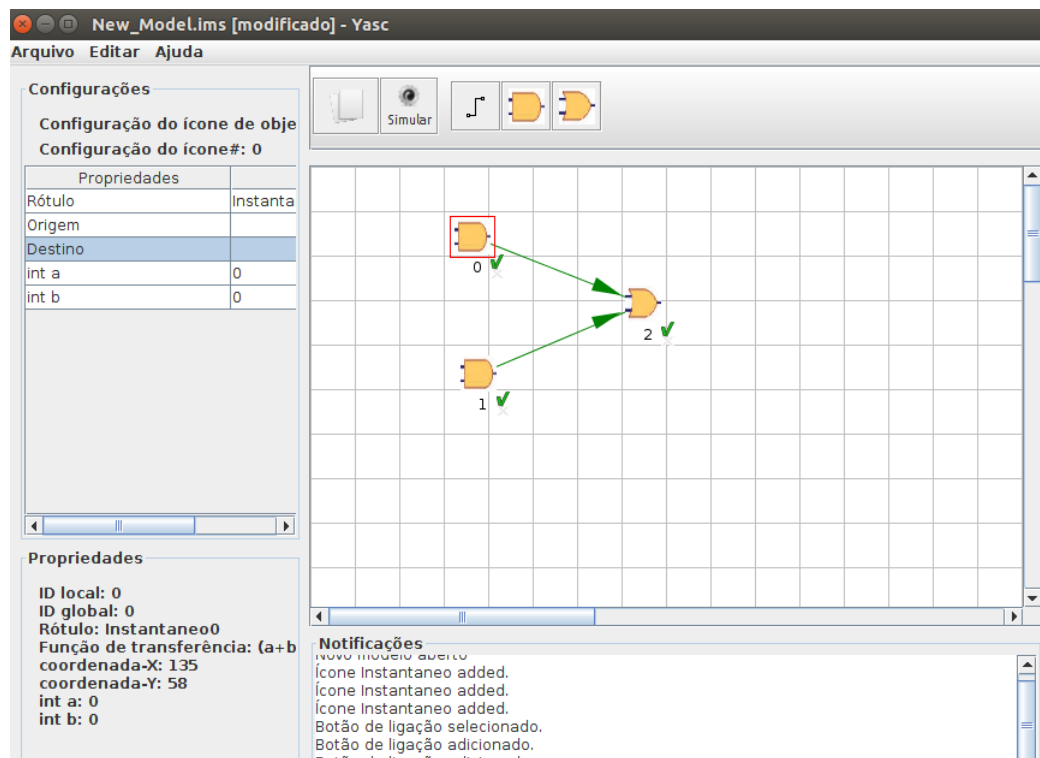 New_Model.ims [modificado] - Yasc
Arquivo Editar Ajuda
Configurações
Configuração do ícone de obje
Configuração do ícone#: 0
Propriedades
Rótulo Instanta
Origem
Destino
int a 0
int b 0
Simular
0
1
2
Propriedades
ID local: 0
ID global: 0
Rótulo: Instantaneo0
Função de transferência: (a+b
coordenada-X: 135
coordenada-Y: 58
int a: 0
int b: 0
Notificações
Novo modelo aberto
Ícone Instantaneo added.
Ícone Instantaneo added.
Ícone Instantaneo added.
Botão de ligação selecionado.
Botão de ligação adicionado.